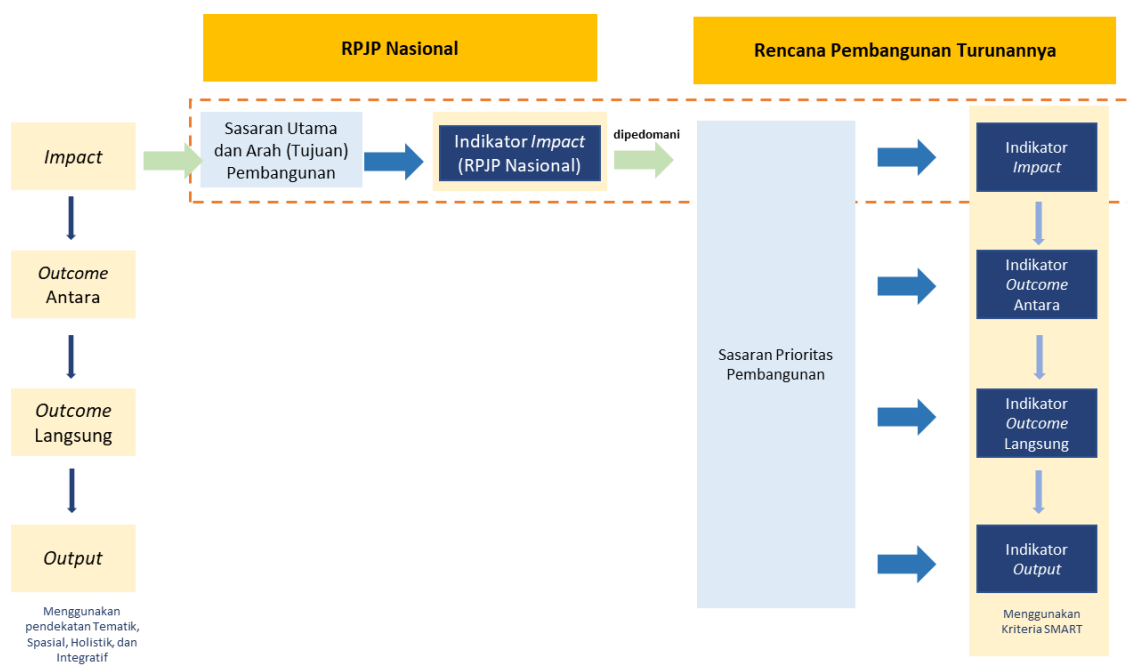 RPJP Nasional
Rencana Pembangunan Turunannya
Impact
Sasaran Utama
dan Arah (Tujuan)
Pembangunan
Indikator Impact
(RPJP Nasional)
dipedomani
Indikator
Impact
Outcome
Antara
Indikator
Outcome
Antara
Sasaran Prioritas
Pembangunan
Outcome
Langsung
Indikator
Outcome
Langsung
Output
Indikator
Output
Menggunakan
pendekatan Tematik,
Spasial, Holistik, dan
Integratif
Menggunakan
Kriteria SMART